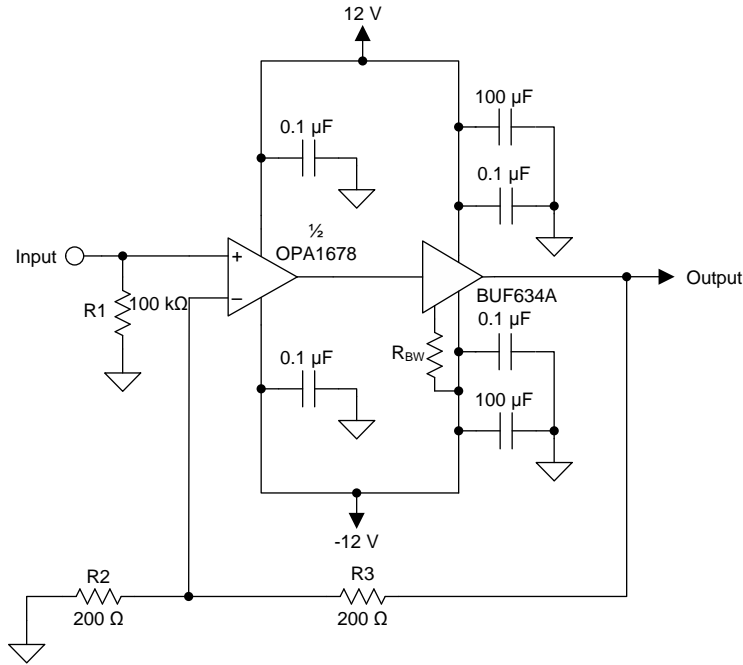 12 V
100 µF
0.1 µF
0.1 µF
½
OPA1678
Input
+
−
R1
100 kΩ
BUF634A
Output
0.1 µF
0.1 µF
RBW
100 µF
-12 V
R2
200 Ω
R3
200 Ω